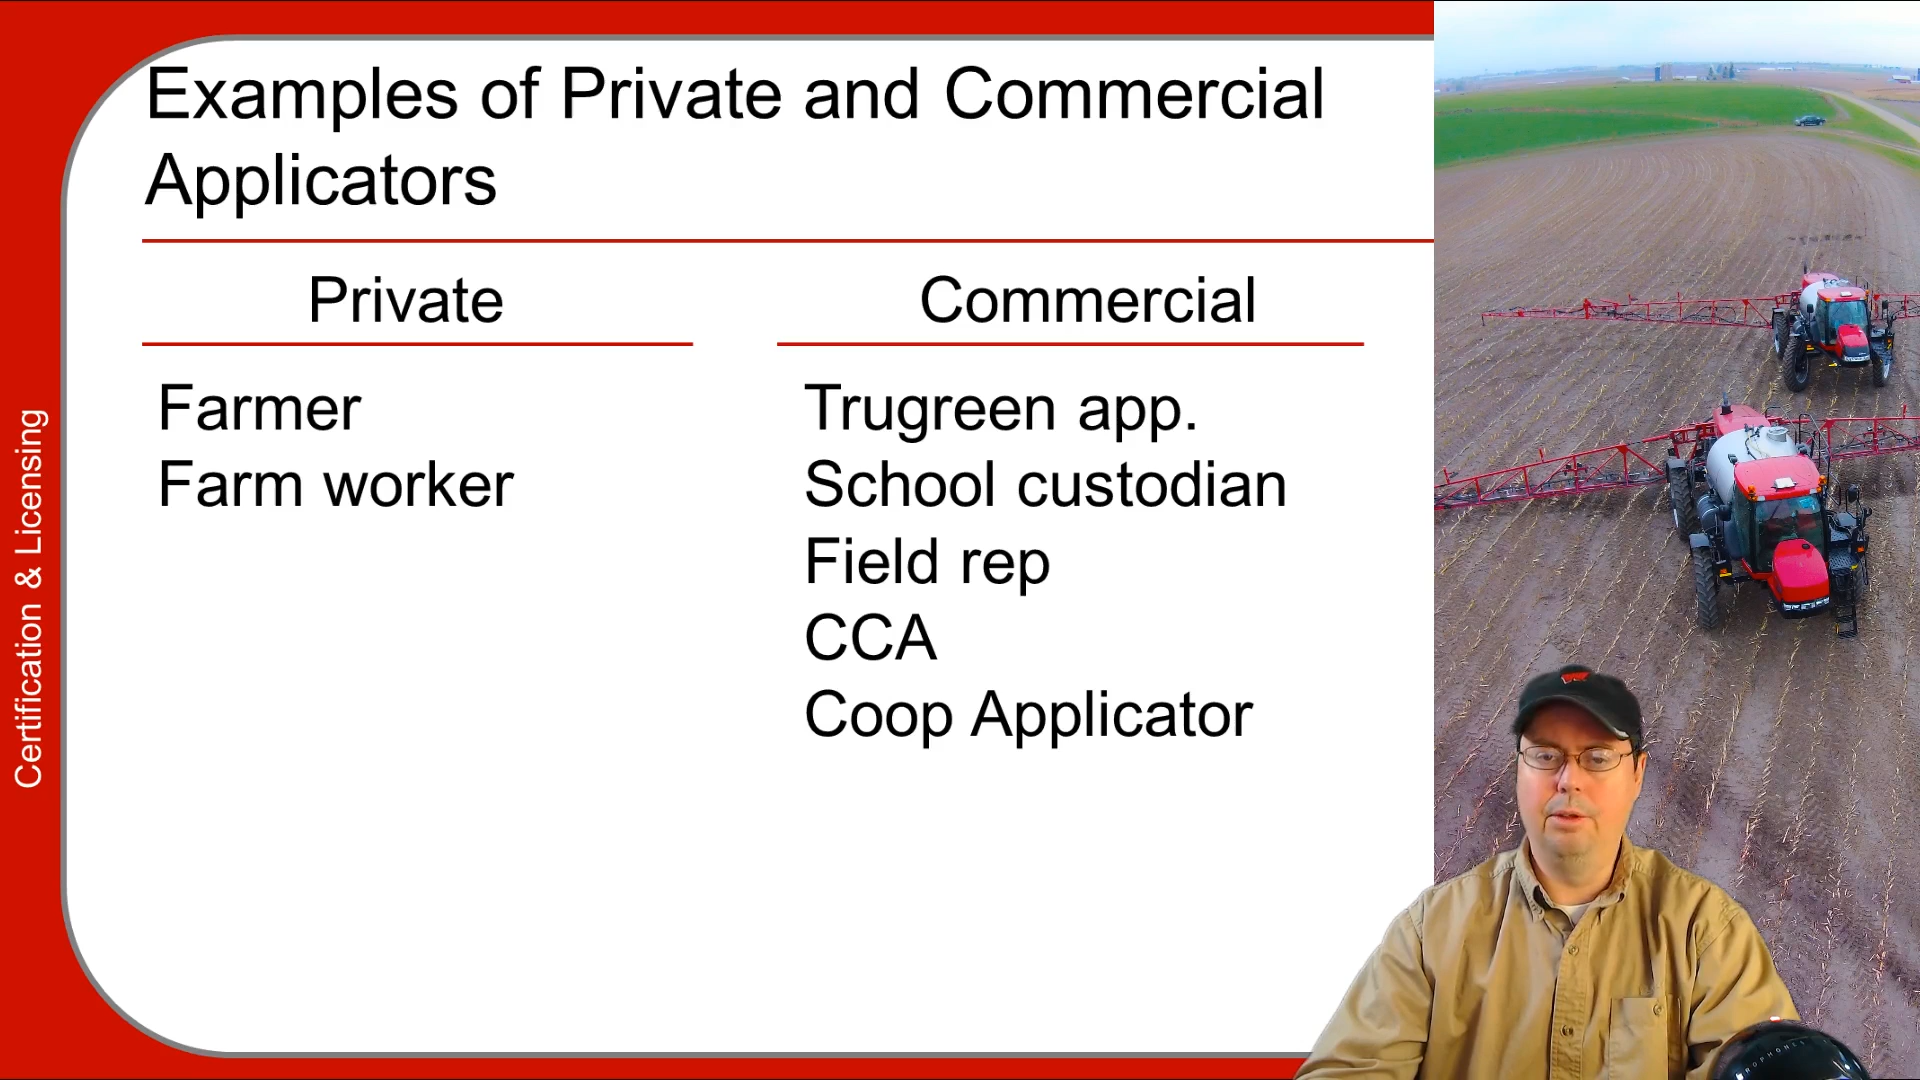 Examples of Private and Commercial
Applicators
Private
Farmer
Farm worker
Commercial
Trugreen app.
School custodian
Field rep
CCA
Coop Applicator
Certification & Licensing